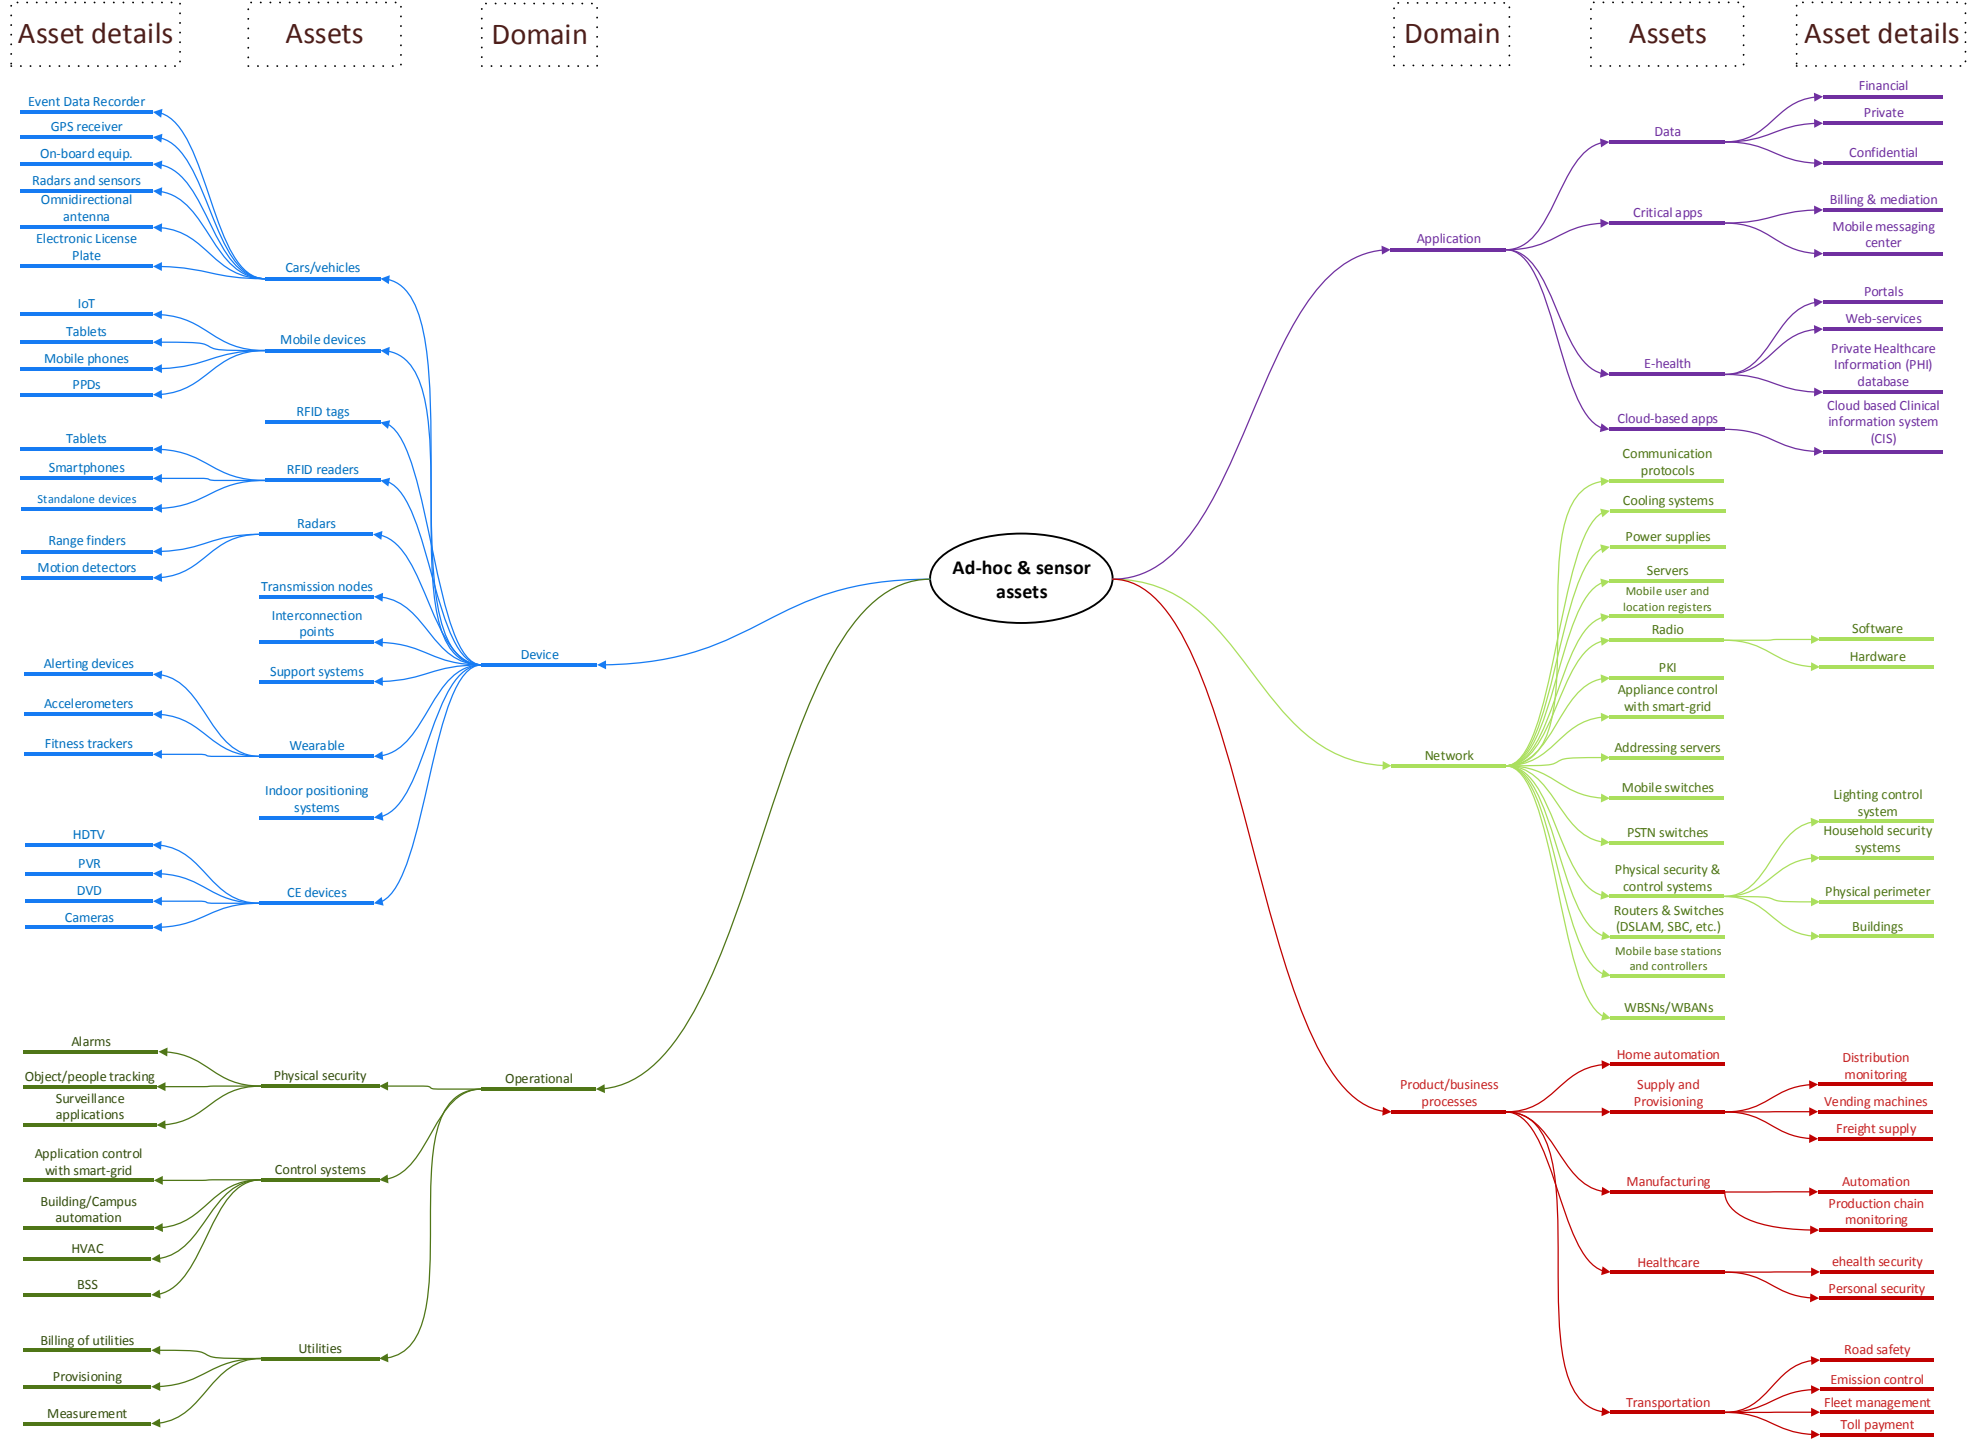 Asset details
Assets
Domain
Domain
Assets
Asset details
Event Data Recorder
GPS receiver
On-board equip.
Radars and sensors
Omnidirectional
antenna
Electronic License
Plate
Cars/vehicles
IoT
Tablets
Mobile phones
PPDs
Mobile devices
RFID tags
Tablets
Smartphones
Standalone devices
RFID readers
Range finders
Motion detectors
Radars
Transmission nodes
Interconnection
points
Support systems
Alerting devices
Accelerometers
Fitness trackers
Wearable
Indoor positioning
systems
HDTV
PVR
DVD
Cameras
CE devices
Device
Alarms
Object/people tracking
Surveillance
applications
Physical security
Application control
with smart-grid
Building/Campus
automation
HVAC
BSS
Control systems
Billing of utilities
Provisioning
Measurement
Utilities
Operational
Ad-hoc & sensor
assets
Application
Data
Financial
Private
Confidential
Critical apps
Billing & mediation
Mobile messaging
center
E-health
Portals
Web-services
Private Healthcare
Information (PHI)
database
Cloud-based apps
Cloud based Clinical
information system
(CIS)
Network
Communication
protocols
Cooling systems
Power supplies
Servers
Mobile user and
location registers
Radio
Software
Hardware
PKI
Appliance control
with smart-grid
Addressing servers
Mobile switches
PSTN switches
Physical security &
control systems
Lighting control
system
Household security
systems
Physical perimeter
Buildings
Routers & Switches
(DSLAM, SBC, etc.)
Mobile base stations
and controllers
WBSNs/WBANs
Product/business
processes
Home automation
Supply and
Provisioning
Distribution
monitoring
Vending machines
Freight supply
Manufacturing
Automation
Production chain
monitoring
Healthcare
ehealth security
Personal security
Transportation
Road safety
Emission control
Fleet management
Toll payment